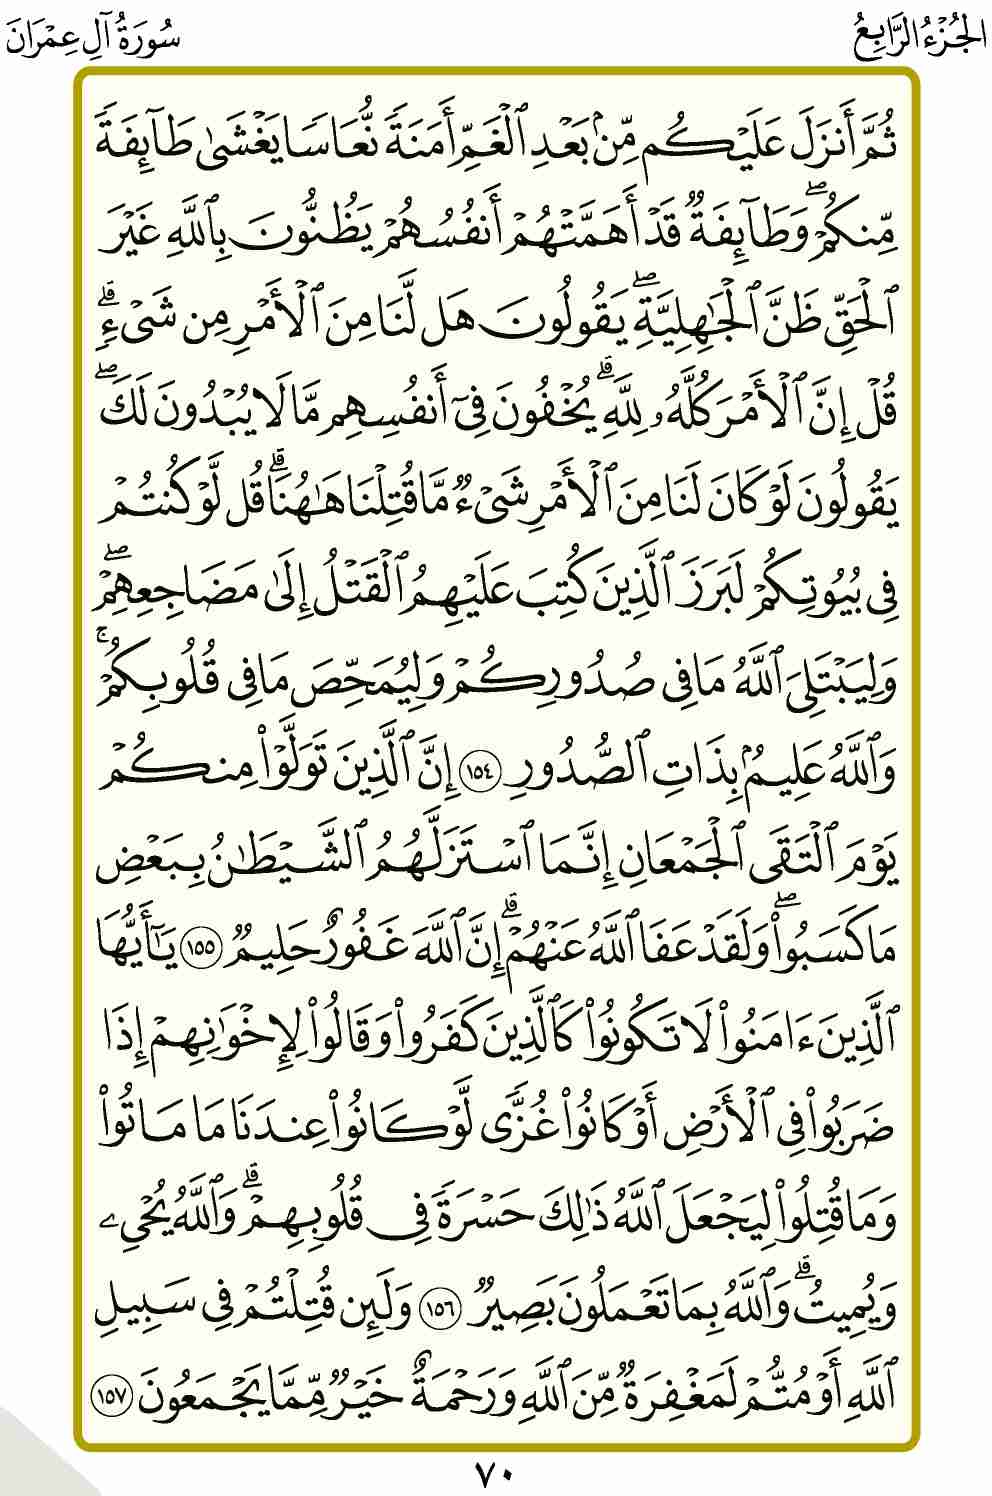 الجُزْءُ الرَّابِعُ
سُورَةُ آلِ عِمْرَانَ
ثُمَّ أَنزَلَ عَلَيْكُم مِّنۢ بَعْدِ ٱلْغَمِّ أَمَنَةً نُّعَاسًا يَغْشَىٰ طَآئِفَةً
مِّنكُمْ ۖ وَطَآئِفَةٌ قَدْ أَهَمَّتْهُمْ أَنفُسُهُمْ يَظُنُّونَ بِٱللَّهِ غَيْرَ
ٱلْحَقِّ ظَنَّ ٱلْجَٰهِلِيَّةِ ۖ يَقُولُونَ هَل لَّنَا مِنَ ٱلْأَمْرِ مِن شَىْءٍ ۗ
قُلْ إِنَّ ٱلْأَمْرَ كُلَّهُۥ لِلَّهِ ۗ يُخْفُونَ فِىٓ أَنفُسِهِم مَّا لَا يُبْدُونَ لَكَ ۖ
يَقُولُونَ لَوْ كَانَ لَنَا مِنَ ٱلْأَمْرِ شَىْءٌ مَّا قُتِلْنَا هَٰهُنَا ۗ قُل لَّوْ كُنتُمْ
فِى بُيُوتِكُمْ لَبَرَزَ ٱلَّذِينَ كُتِبَ عَلَيْهِمُ ٱلْقَتْلُ إِلَىٰ مَضَاجِعِهِمْ ۖ
وَلِيَبْتَلِىَ ٱللَّهُ مَا فِى صُدُورِكُمْ وَلِيُمَحِّصَ مَا فِى قُلُوبِكُمْ ۚ
وَٱللَّهُ عَلِيمٌۢ بِذَاتِ ٱلصُّدُورِ ١٥٤ إِنَّ ٱلَّذِينَ تَوَلَّوْا۟ مِنكُمْ
يَوْمَ ٱلْتَقَى ٱلْجَمْعَانِ إِنَّمَا ٱسْتَزَلَّهُمُ ٱلشَّيْطَٰنُ بِبَعْضِ
مَا كَسَبُوا۟ ۖ وَلَقَدْ عَفَا ٱللَّهُ عَنْهُمْ ۗ إِنَّ ٱللَّهَ غَفُورٌ حَلِيمٌ ١٥٥ يَٰٓأَيُّهَا
ٱلَّذِينَ ءَامَنُوا۟ لَا تَكُونُوا۟ كَٱلَّذِينَ كَفَرُوا۟ وَقَالُوا۟ لِإِخْوَٰنِهِمْ إِذَا
ضَرَبُوا۟ فِى ٱلْأَرْضِ أَوْ كَانُوا۟ غُزًّى لَّوْ كَانُوا۟ عِندَنَا مَا مَاتُوا۟
وَمَا قُتِلُوا۟ لِيَجْعَلَ ٱللَّهُ ذَٰلِكَ حَسْرَةً فِى قُلُوبِهِمْ ۗ وَٱللَّهُ يُحْىِۦ
وَيُمِيتُ ۗ وَٱللَّهُ بِمَا تَعْمَلُونَ بَصِيرٌ ١٥٦ وَلَئِن قُتِلْتُمْ فِى سَبِيلِ
ٱللَّهِ أَوْ مُتُّمْ لَمَغْفِرَةٌ مِّنَ ٱللَّهِ وَرَحْمَةٌ خَيْرٌ مِّمَّا يَجْمَعُونَ ١٥٧
٧٠